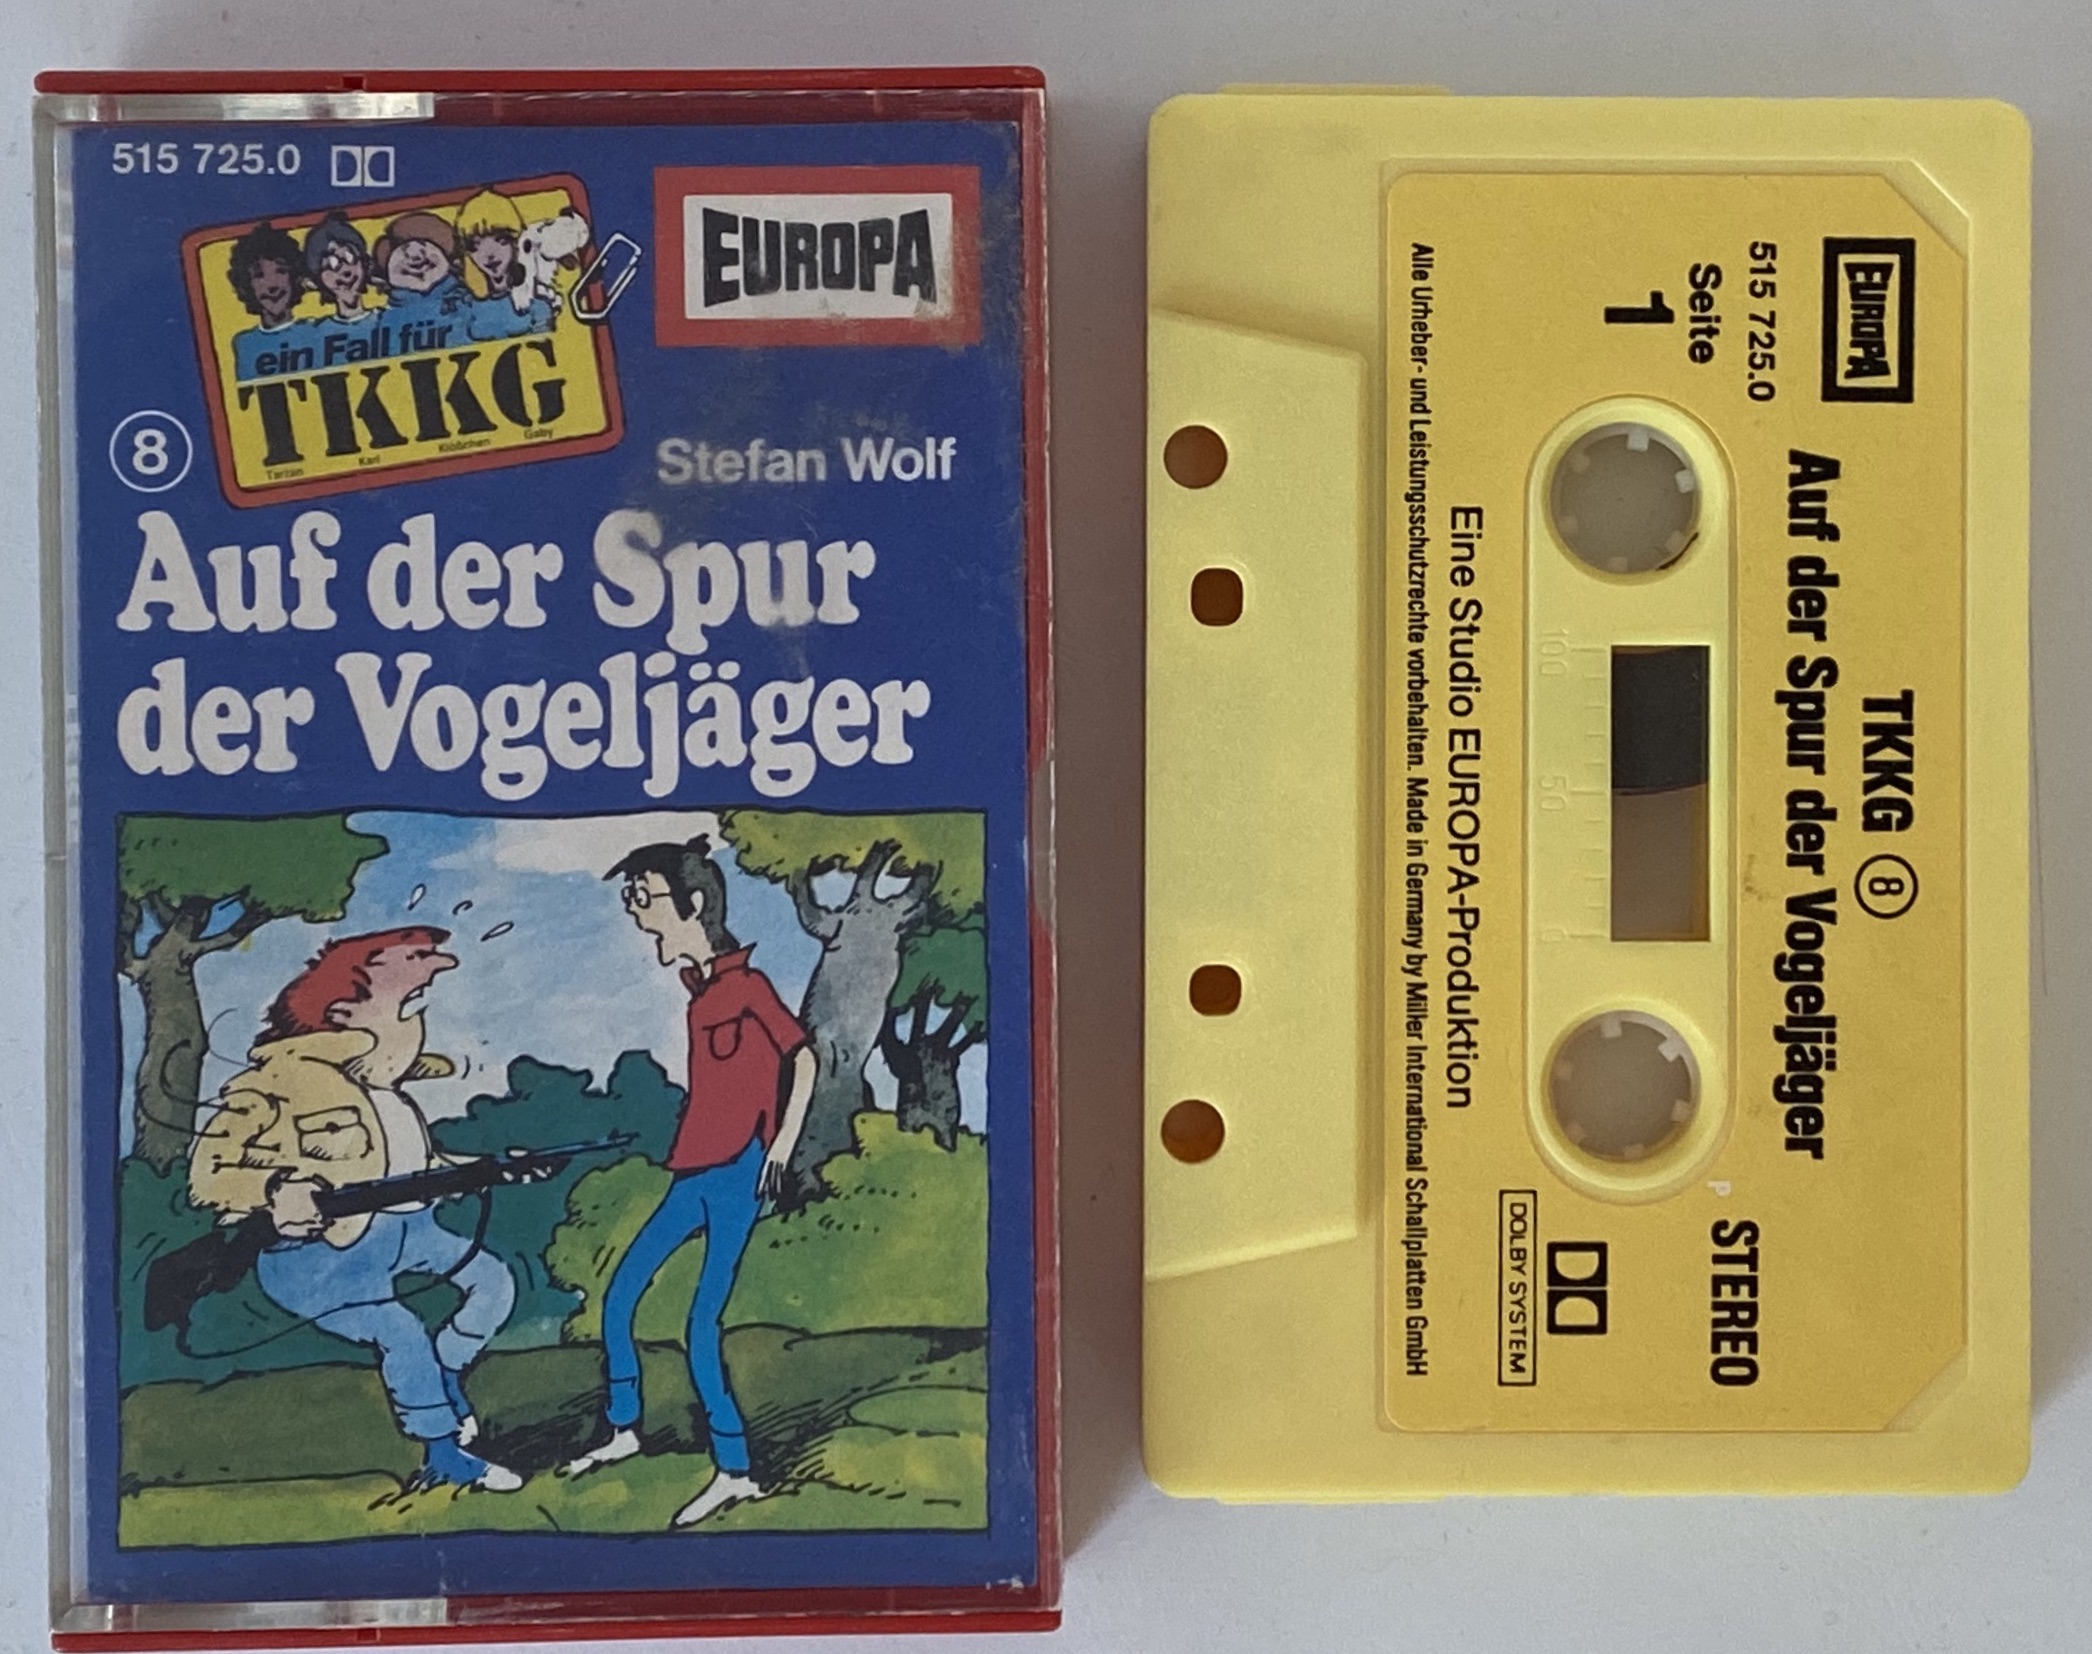 515 725.0
EUROPA
ein Fall für
TKKG
Tarzan Karl Klößchen Gaby
8
Stefan Wolf
Auf der Spur
der Vogeljäger
EUROPA
TKKG 8
Auf der Spur der Vogeljäger
515 725.0
Seite
1
STEREO
P
100 50 0
DOLBY SYSTEM
Eine Studio EUROPA-Produktion
Alle Urheber- und Leistungsschutzrechte vorbehalten. Made in Germany by Miller International Schallplatten GmbH